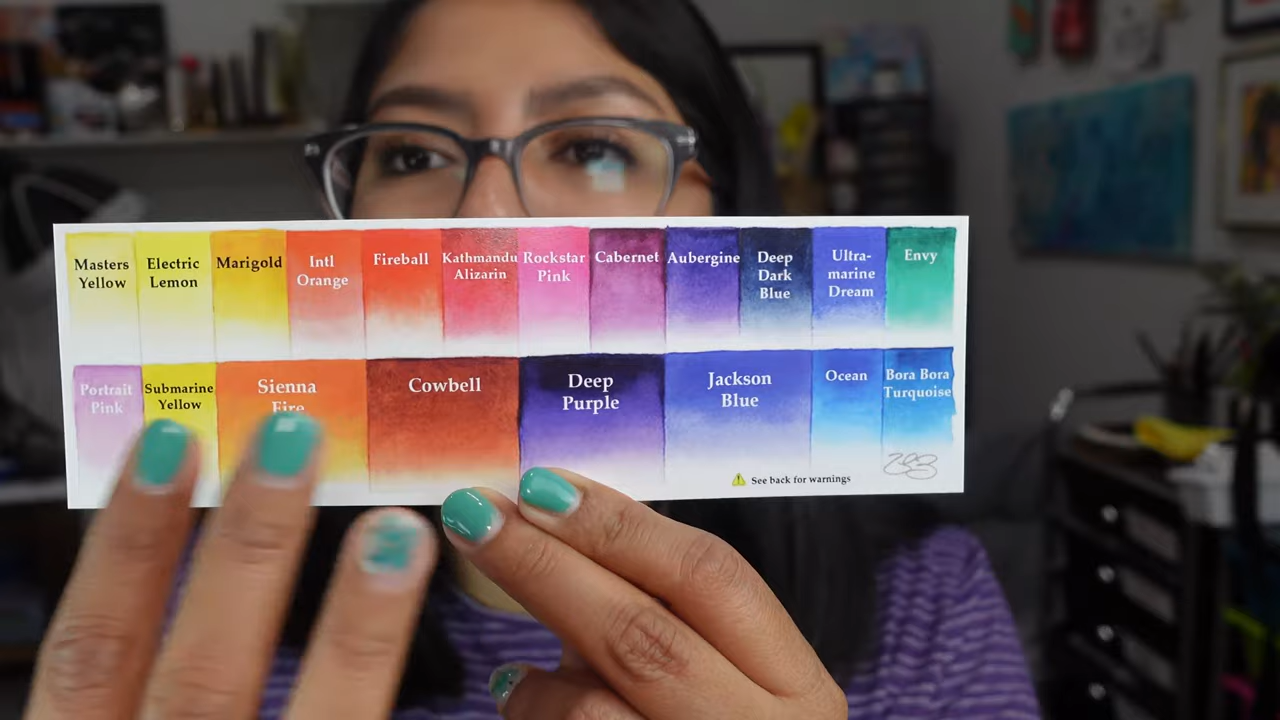 Masters Yellow
Electric Lemon
Marigold
Intl Orange
Fireball
Kathmandu Alizarin
Rockstar Pink
Cabernet
Aubergine
Deep Dark Blue
Ultra-marine Dream
Envy
Portrait Pink
Submarine Yellow
Sienna Fire
Cowbell
Deep Purple
Jackson Blue
Ocean
Bora Bora Turquoise
See back for warnings